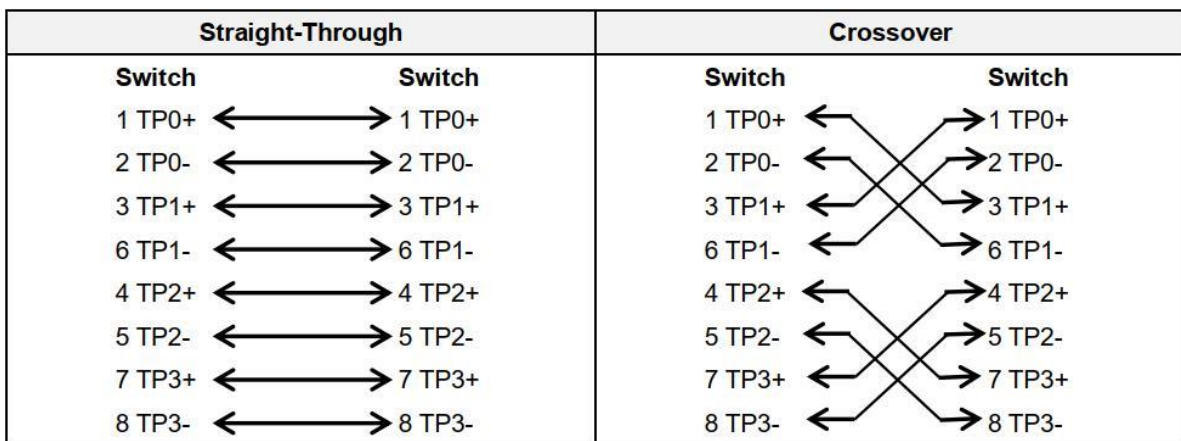 Straight-Through Crossover
Switch Switch Switch Switch
1 TP0+ 1 TP0+ 1 TP0+ 1 TP0+
2 TP0- 2 TP0- 2 TP0- 2 TP0-
3 TP1+ 3 TP1+ 3 TP1+ 3 TP1+
6 TP1- 6 TP1- 6 TP1- 6 TP1-
4 TP2+ 4 TP2+ 4 TP2+ 4 TP2+
5 TP2- 5 TP2- 5 TP2- 5 TP2-
7 TP3+ 7 TP3+ 7 TP3+ 7 TP3+
8 TP3- 8 TP3- 8 TP3- 8 TP3-